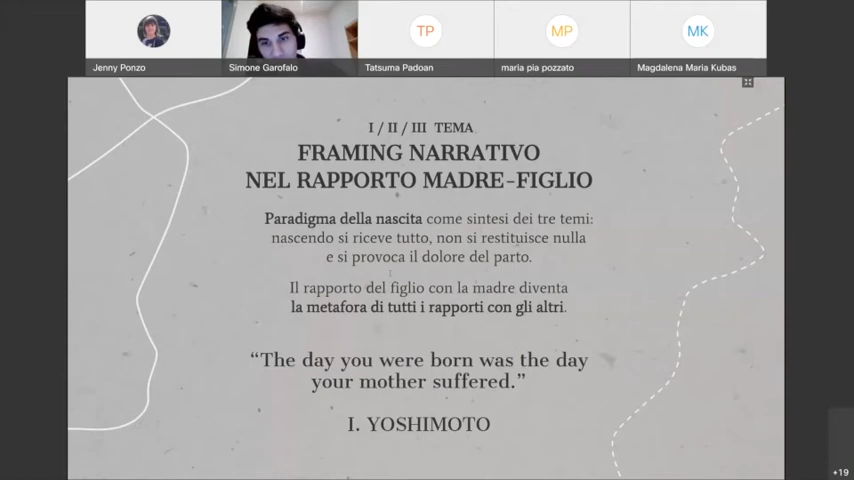 TP
MP
MK
Jenny Ponzo
Simone Garofalo
Tatsuma Padoan
maria pia pozzato
Magdalena Maria Kubas
I / II / III TEMA
FRAMING NARRATIVO
NEL RAPPORTO MADRE-FIGLIO
Paradigma della nascita come sintesi dei tre temi:
nascendo si riceve tutto, non si restituisce nulla
e si provoca il dolore del parto.
Il rapporto del figlio con la madre diventa
la metafora di tutti i rapporti con gli altri.
“The day you were born was the day
your mother suffered.”
I. YOSHIMOTO
+19